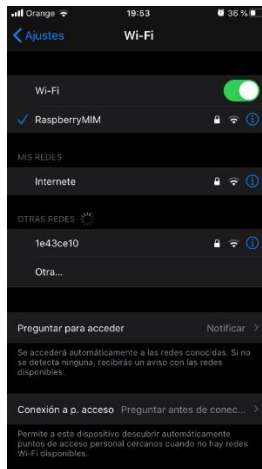 Orange 19:53 36 %
Ajustes Wi-Fi
Wi-Fi
RaspberryMIM
MIS REDES
Internete
OTRAS REDES
1e43ce10
Otra...
Preguntar para acceder Notificar
Se accederá automáticamente a las redes conocidas. Si no
se detecta ninguna, recibirás un aviso con las redes
disponibles.
Conexión a p. acceso Preguntar antes de conec...
Permite a este dispositivo descubrir automáticamente
puntos de acceso personal cercanos cuando no hay redes
Wi-Fi disponibles.